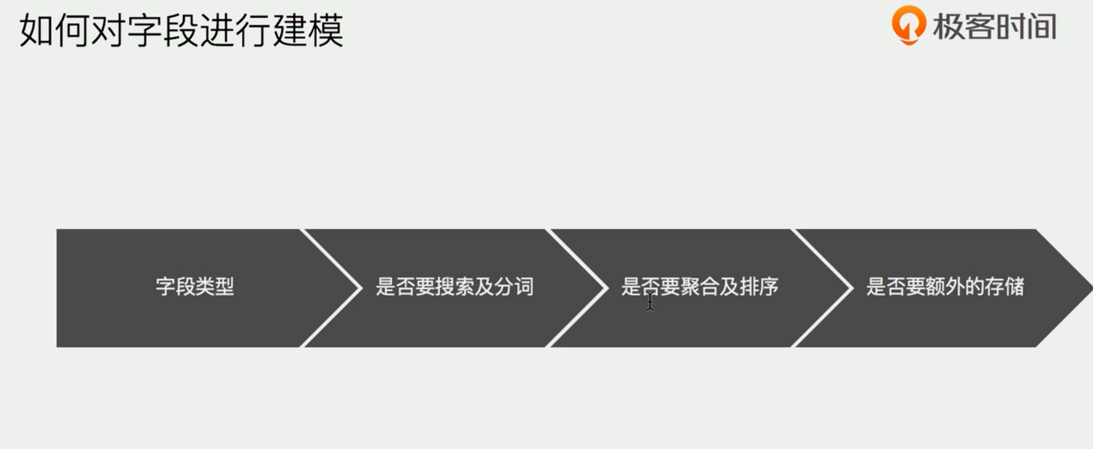 如何对字段进行建模
极客时间
字段类型
是否要搜索及分词
是否要聚合及排序
是否要额外的存储